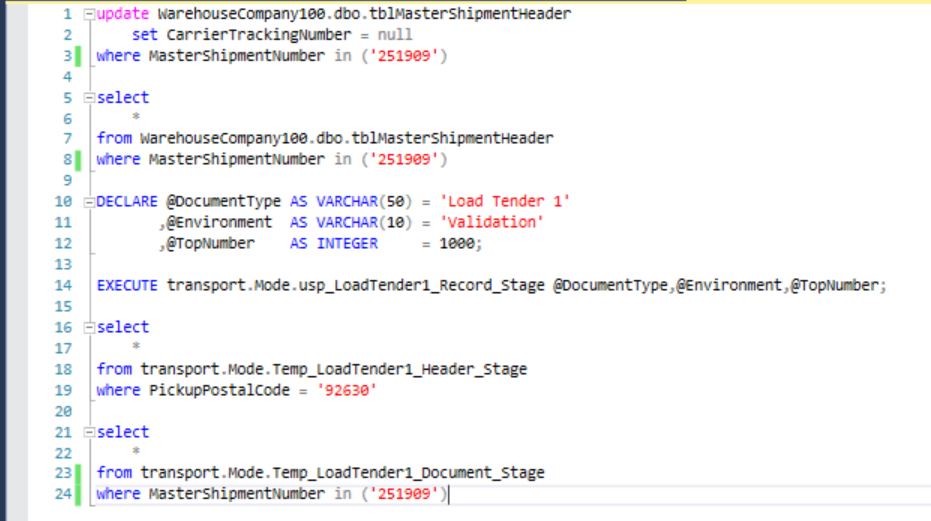 1 update WarehouseCompany100.dbo.tblMasterShipmentHeader
2 set CarrierTrackingNumber = null
3 where MasterShipmentNumber in ('251909')
4
5 select
6 *
7 from WarehouseCompany100.dbo.tblMasterShipmentHeader
8 where MasterShipmentNumber in ('251909')
9
10 DECLARE @DocumentType AS VARCHAR(50) = 'Load Tender 1'
11 ,@Environment AS VARCHAR(10) = 'Validation'
12 ,@TopNumber AS INTEGER = 1000;
13
14 EXECUTE transport.Mode.usp_LoadTender1_Record_Stage @DocumentType,@Environment,@TopNumber;
15
16 select
17 *
18 from transport.Mode.Temp_LoadTender1_Header_Stage
19 where PickupPostalCode = '92630'
20
21 select
22 *
23 from transport.Mode.Temp_LoadTender1_Document_Stage
24 where MasterShipmentNumber in ('251909')